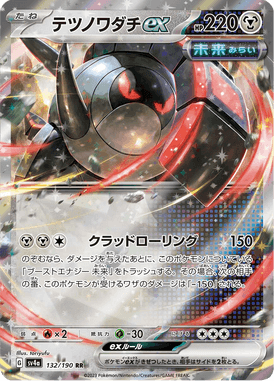 たね テツノワダチex HP220
未来 みらい
クラッドローリング 150
のぞむなら、ダメージを与えたあとに、このポケモンについている
「ブーストエナジー 未来」をトラッシュする。その場合、次の相手
の番、このポケモンが受けるワザのダメージは「-150」される。
弱点 ×2 抵抗力 -30 にげる
exルール
ポケモンexがきぜつしたとき、相手はサイドを2枚とる。
Illus. toriyufu
G sv4a 132/190 RR
©2023 Pokémon/Nintendo/Creatures/GAME FREAK.